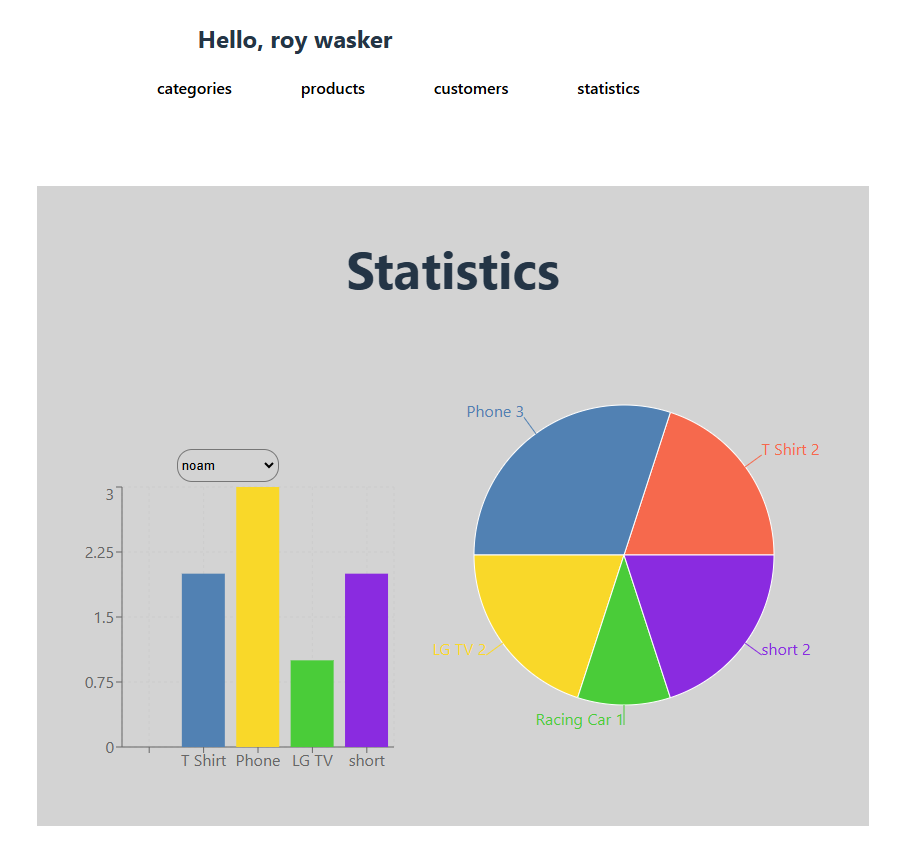 Hello, roy wasker
categories products customers statistics
Statistics
Phone 3
T Shirt 2
noam
3
2.25
1.5
0.75
0
LG TV 2
short 2
Racing Car 1
T Shirt Phone LG TV short